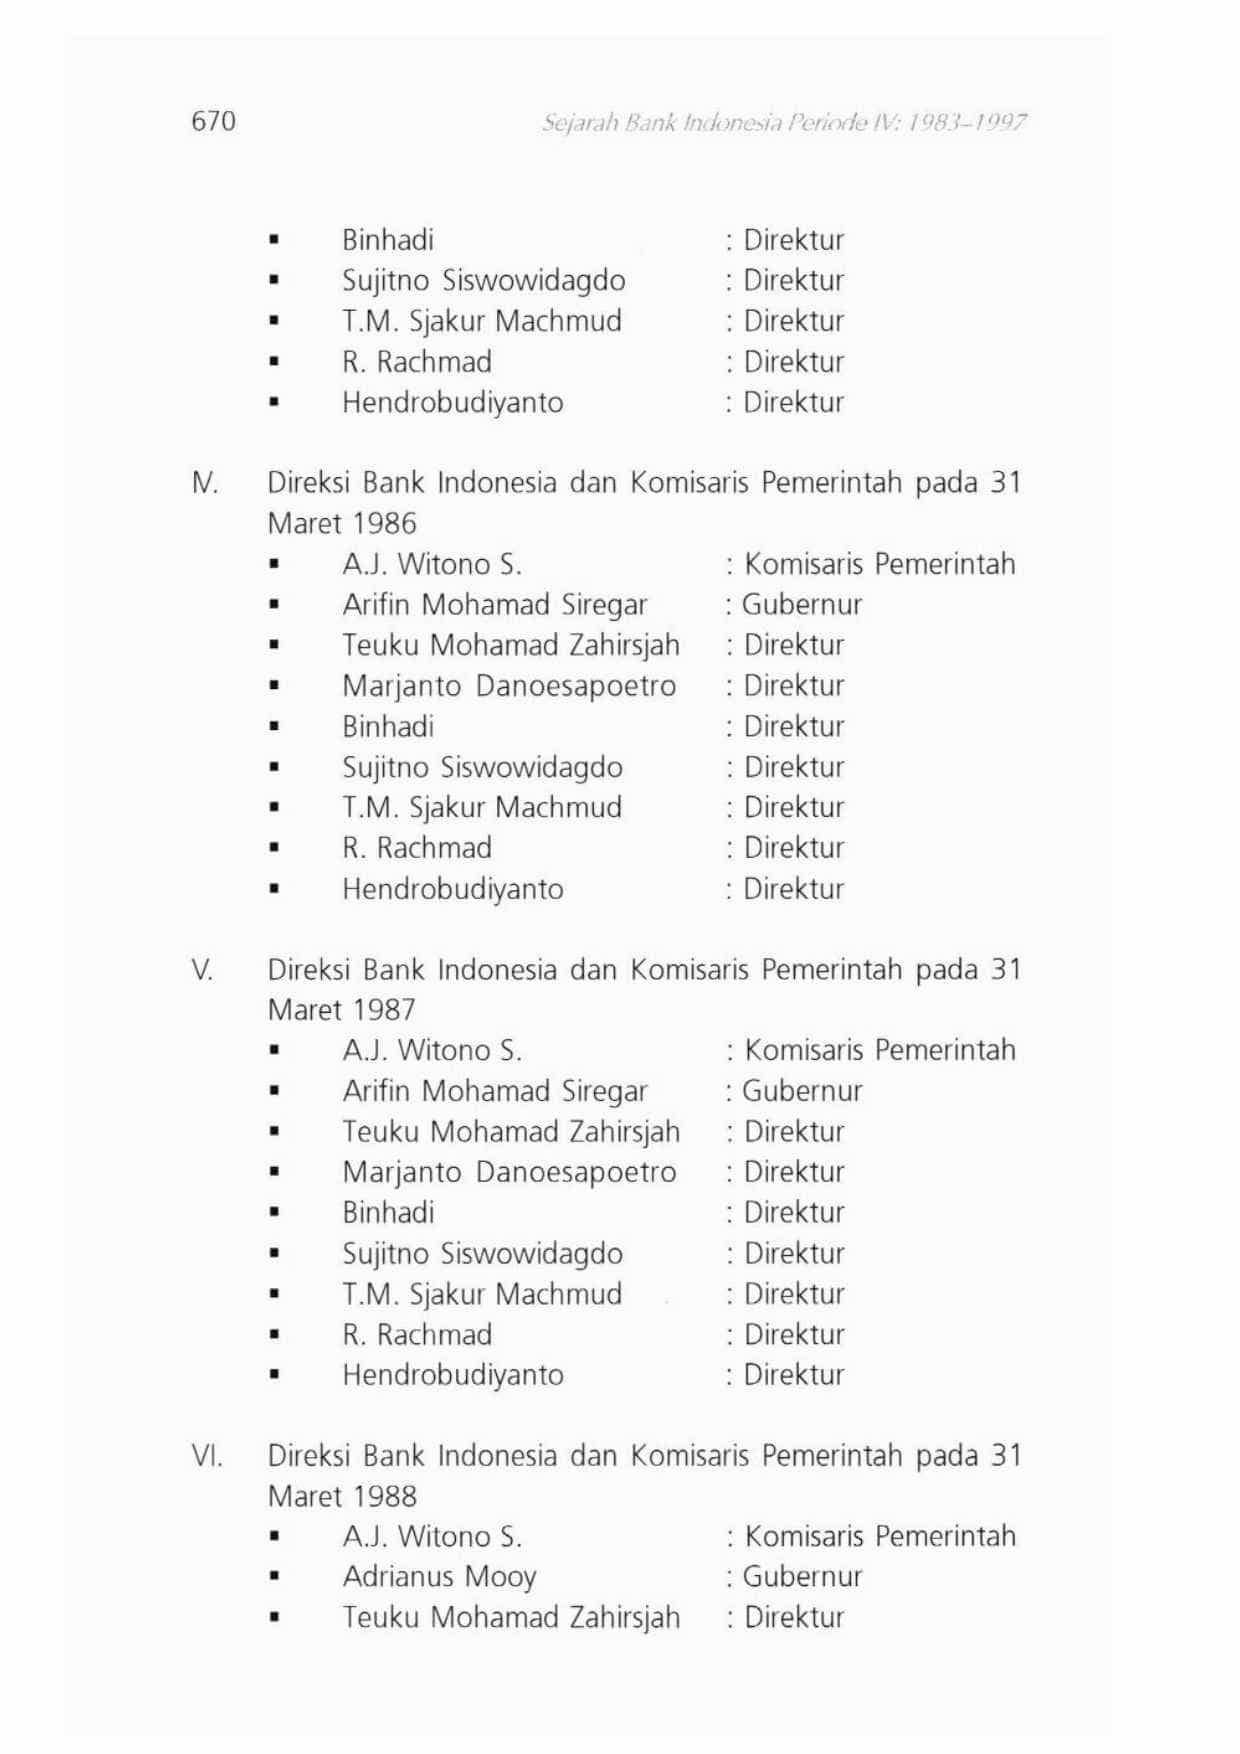 670 Sejarah Bank Indonesia Periode IV: 1983–1997
▪ Binhadi : Direktur
▪ Sujitno Siswowidagdo : Direktur
▪ T.M. Sjakur Machmud : Direktur
▪ R. Rachmad : Direktur
▪ Hendrobudiyanto : Direktur
IV. Direksi Bank Indonesia dan Komisaris Pemerintah pada 31
Maret 1986
▪ A.J. Witono S. : Komisaris Pemerintah
▪ Arifin Mohamad Siregar : Gubernur
▪ Teuku Mohamad Zahirsjah : Direktur
▪ Marjanto Danoesapoetro : Direktur
▪ Binhadi : Direktur
▪ Sujitno Siswowidagdo : Direktur
▪ T.M. Sjakur Machmud : Direktur
▪ R. Rachmad : Direktur
▪ Hendrobudiyanto : Direktur
V. Direksi Bank Indonesia dan Komisaris Pemerintah pada 31
Maret 1987
▪ A.J. Witono S. : Komisaris Pemerintah
▪ Arifin Mohamad Siregar : Gubernur
▪ Teuku Mohamad Zahirsjah : Direktur
▪ Marjanto Danoesapoetro : Direktur
▪ Binhadi : Direktur
▪ Sujitno Siswowidagdo : Direktur
▪ T.M. Sjakur Machmud : Direktur
▪ R. Rachmad : Direktur
▪ Hendrobudiyanto : Direktur
VI. Direksi Bank Indonesia dan Komisaris Pemerintah pada 31
Maret 1988
▪ A.J. Witono S. : Komisaris Pemerintah
▪ Adrianus Mooy : Gubernur
▪ Teuku Mohamad Zahirsjah : Direktur